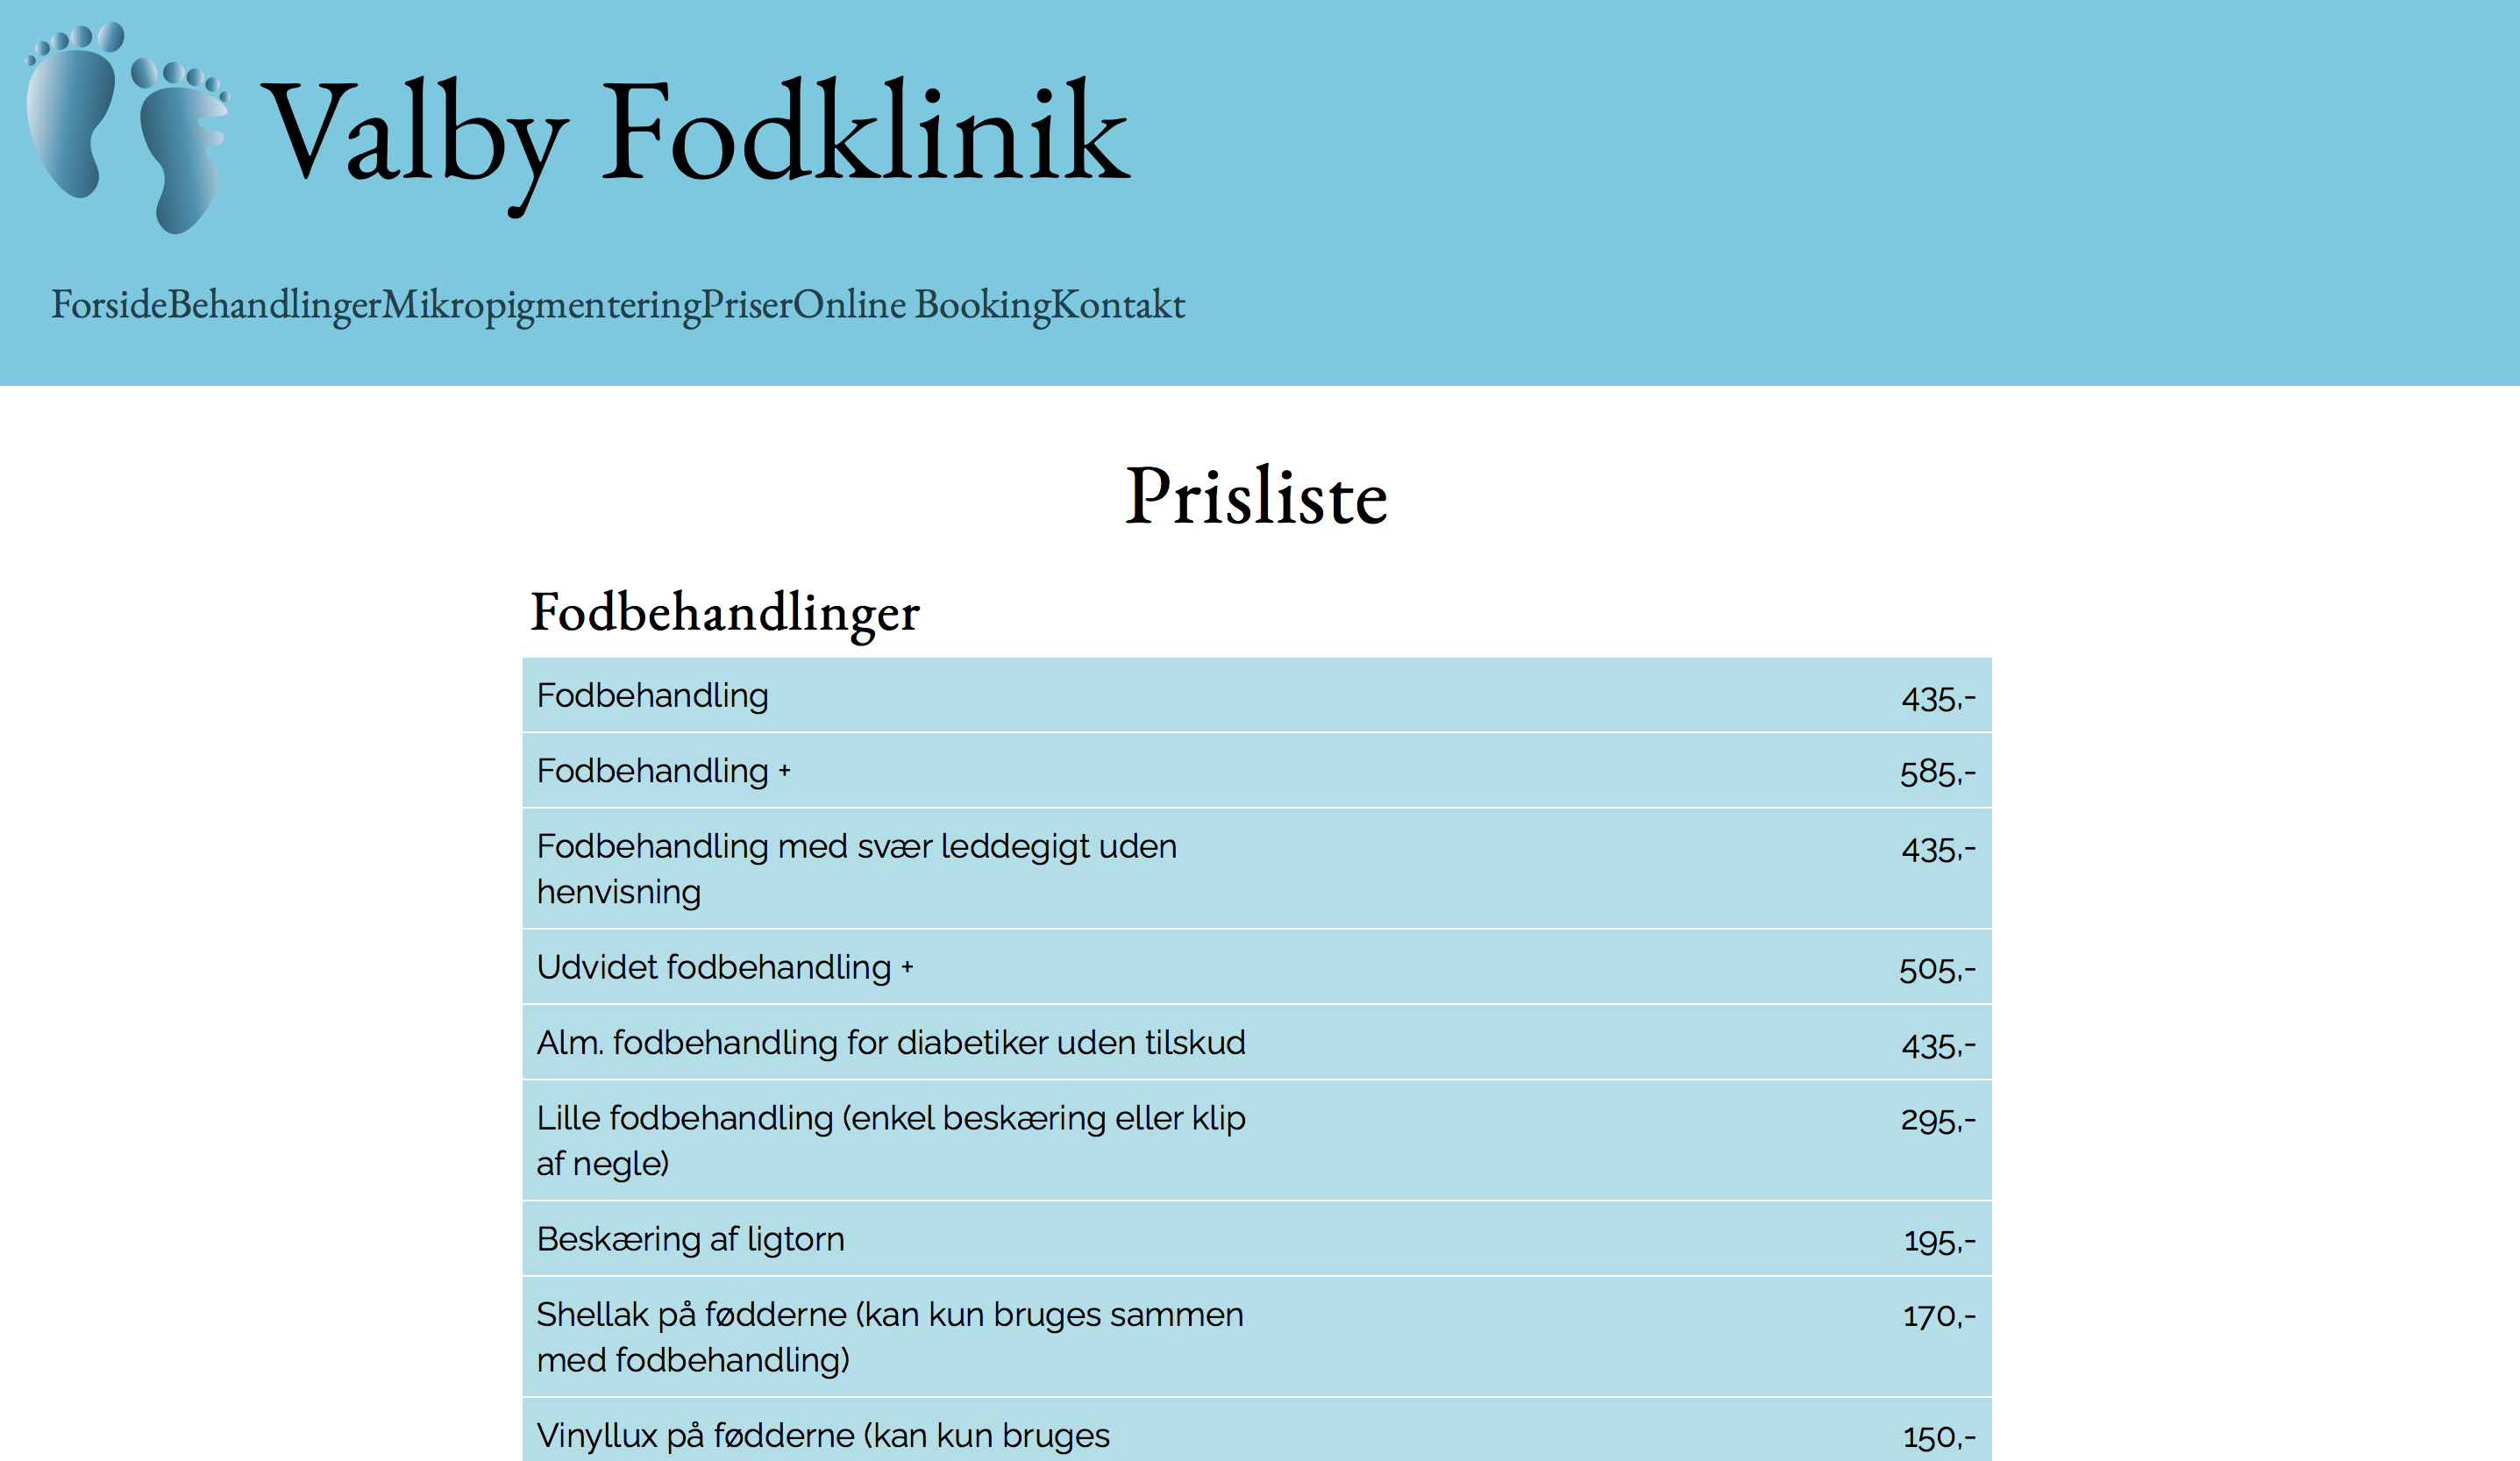 Valby Fodklinik
ForsideBehandlingerMikropigmenteringPriserOnline BookingKontakt
Prisliste
Fodbehandlinger
Fodbehandling 435,-
Fodbehandling + 585,-
Fodbehandling med svær leddegigt uden 435,-
henvisning
Udvidet fodbehandling + 505,-
Alm. fodbehandling for diabetiker uden tilskud 435,-
Lille fodbehandling (enkel beskæring eller klip 295,-
af negle)
Beskæring af ligtorn 195,-
Shellak på fødderne (kan kun bruges sammen 170,-
med fodbehandling)
Vinyllux på fødderne (kan kun bruges 150,-